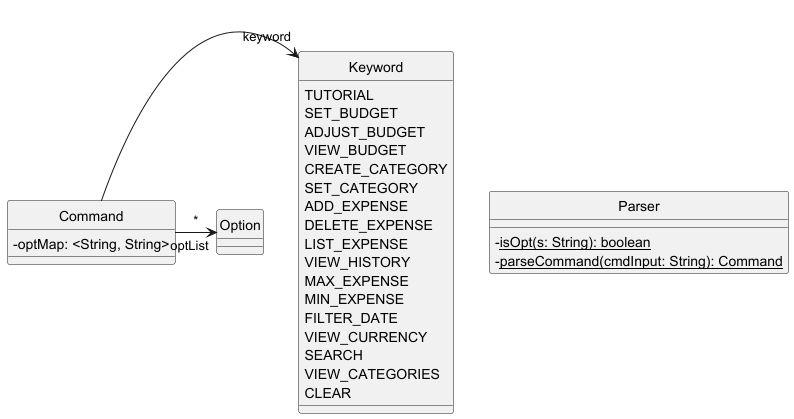 keyword
Keyword
TUTORIAL
SET_BUDGET
ADJUST_BUDGET
VIEW_BUDGET
CREATE_CATEGORY
SET_CATEGORY
ADD_EXPENSE
DELETE_EXPENSE
LIST_EXPENSE
VIEW_HISTORY
MAX_EXPENSE
MIN_EXPENSE
FILTER_DATE
VIEW_CURRENCY
SEARCH
VIEW_CATEGORIES
CLEAR
Command
-optMap: <String, String>
*
optList
Option
Parser
-isOpt(s: String): boolean
-parseCommand(cmdInput: String): Command